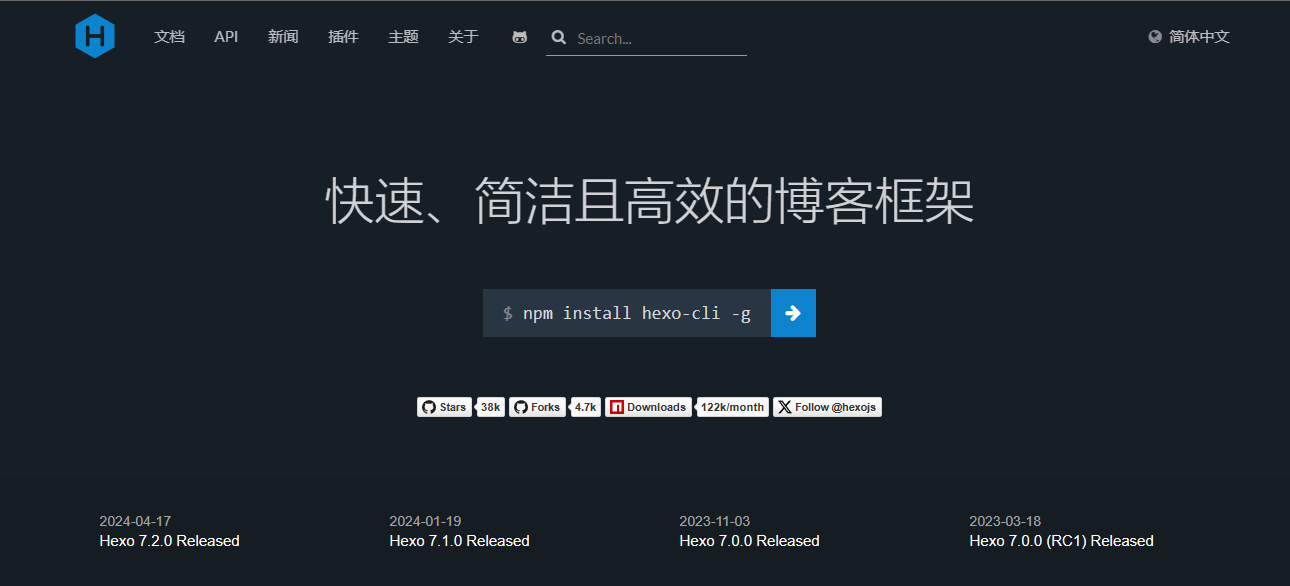 H 文档 API 新闻 插件 主题 关于 Search... 简体中文
快速、简洁且高效的博客框架
$ npm install hexo-cli -g
Stars 38k Forks 4.7k Downloads 122k/month Follow @hexojs
2024-04-17 2024-01-19 2023-11-03 2023-03-18
Hexo 7.2.0 Released Hexo 7.1.0 Released Hexo 7.0.0 Released Hexo 7.0.0 (RC1) Released